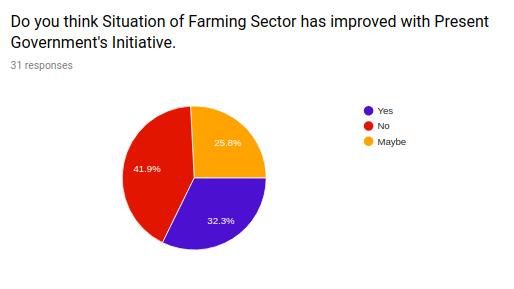 Do you think Situation of Farming Sector has improved with Present
Government's Initiative.
31 responses
Yes
No
Maybe
25.8%
41.9%
32.3%